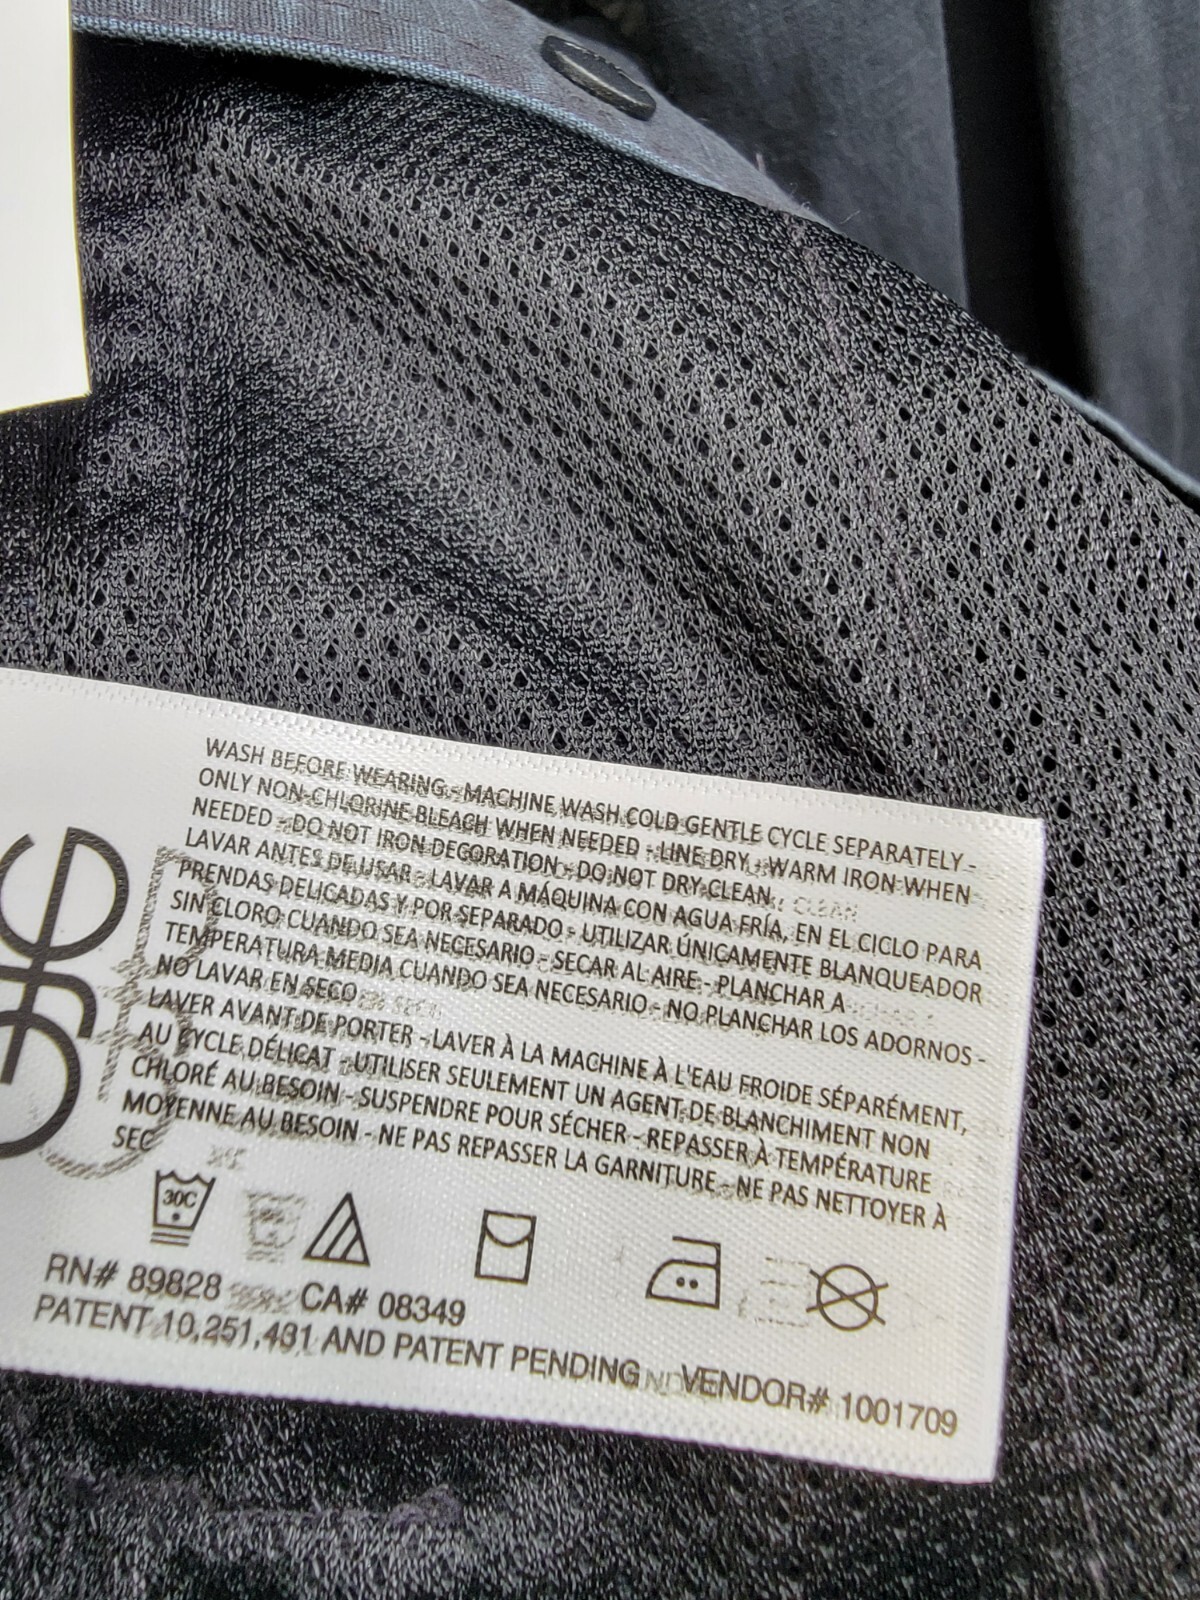 WASH BEFORE WEARING - MACHINE WASH COLD GENTLE CYCLE SEPARATELY -
ONLY NON-CHLORINE BLEACH WHEN NEEDED - LINE DRY - WARM IRON WHEN
NEEDED - DO NOT IRON DECORATION - DO NOT DRY CLEAN
LAVAR ANTES DE USAR - LAVAR A MÁQUINA CON AGUA FRÍA, EN EL CICLO PARA
PRENDAS DELICADAS Y POR SEPARADO - UTILIZAR ÚNICAMENTE BLANQUEADOR
SIN CLORO CUANDO SEA NECESARIO - SECAR AL AIRE - PLANCHAR A
TEMPERATURA MEDIA CUANDO SEA NECESARIO - NO PLANCHAR LOS ADORNOS -
NO LAVAR EN SECO
LAVER AVANT DE PORTER - LAVER À LA MACHINE À L'EAU FROIDE SÉPARÉMENT,
AU CYCLE DÉLICAT - UTILISER SEULEMENT UN AGENT DE BLANCHIMENT NON
CHLORÉ AU BESOIN - SUSPENDRE POUR SÉCHER - REPASSER À TEMPÉRATURE
MOYENNE AU BESOIN - NE PAS REPASSER LA GARNITURE - NE PAS NETTOYER À
SEC
30C
RN# 89828 CA# 08349
PATENT 10,251,431 AND PATENT PENDING VENDOR# 1001709